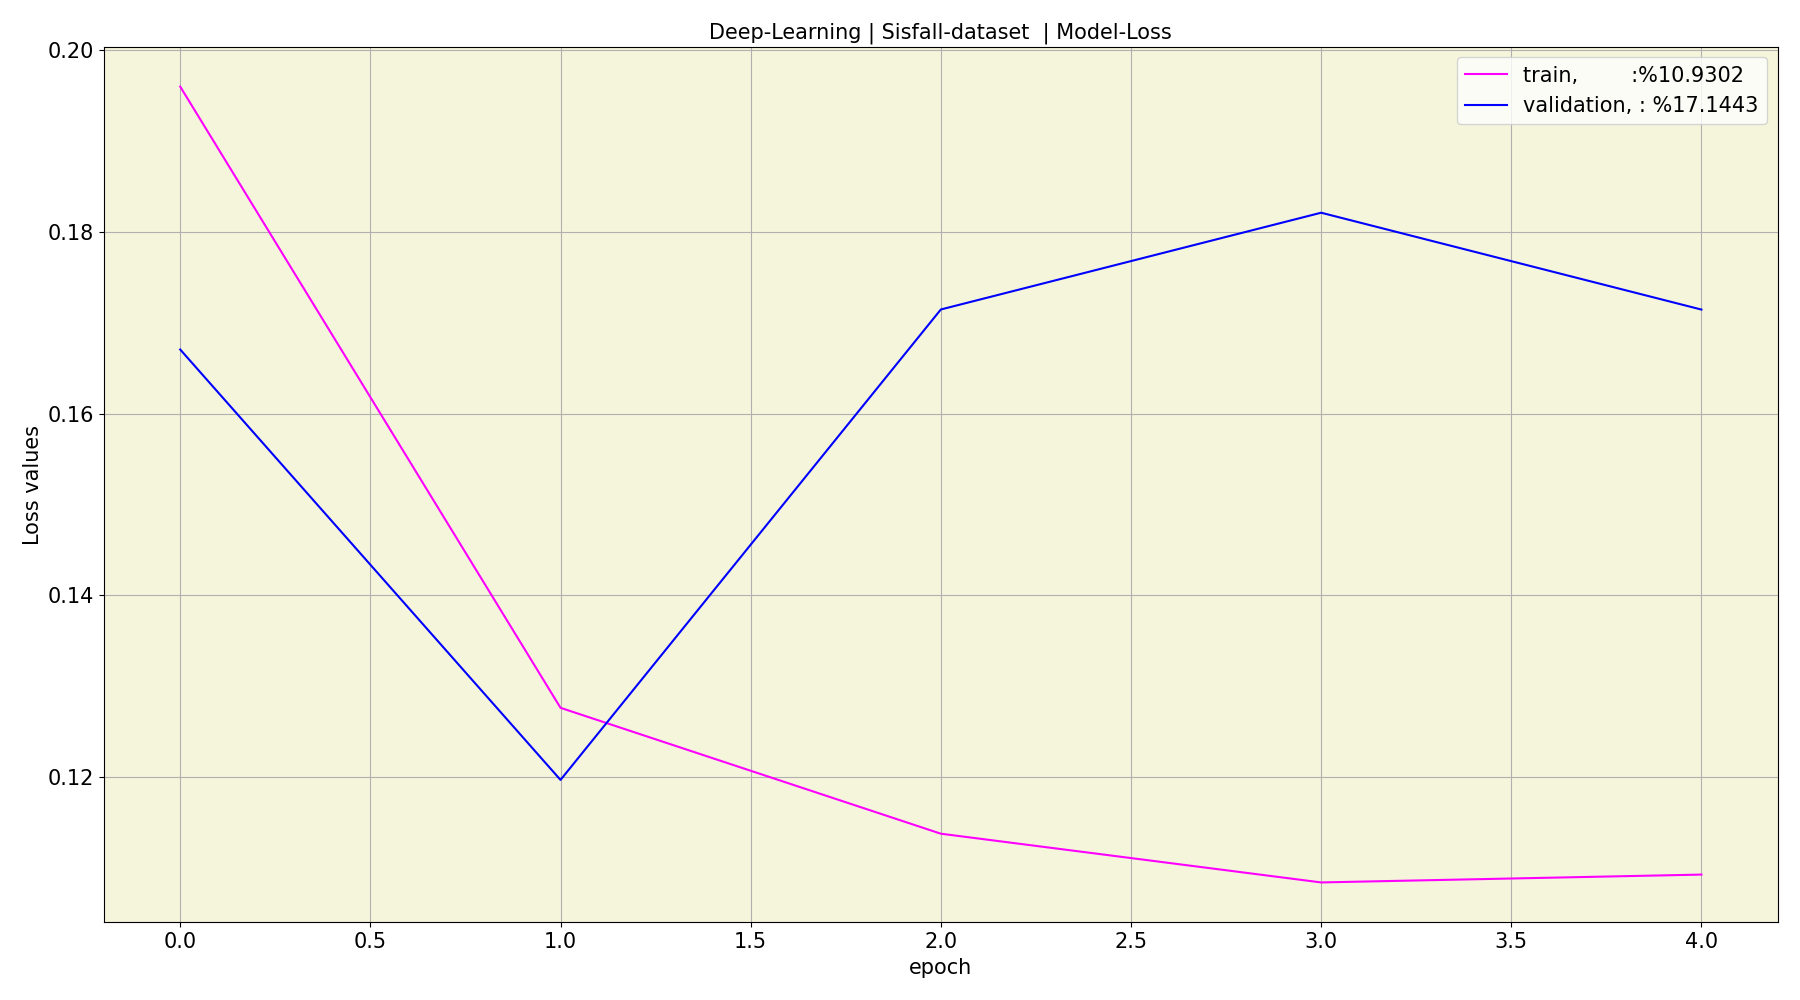 Deep-Learning | Sisfall-dataset  | Model-Loss
train,        :%10.9302
validation, : %17.1443
Loss values
0.20
0.18
0.16
0.14
0.12
0.0 0.5 1.0 1.5 2.0 2.5 3.0 3.5 4.0
epoch